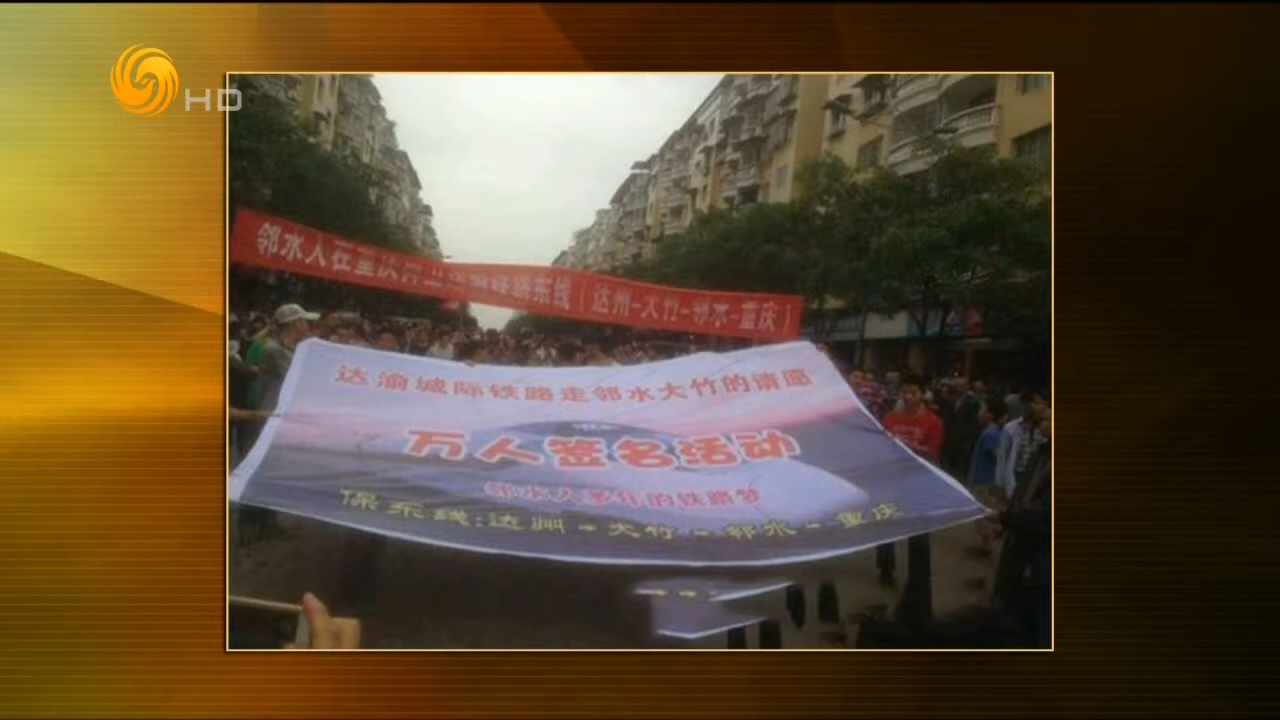 HD
邻水人在重庆 东线（达州-大竹-邻水-重庆）
达渝城际铁路走邻水大竹的请愿
万人签名活动
邻水人多年的铁路梦
保东线:达州-大竹-邻水-重庆